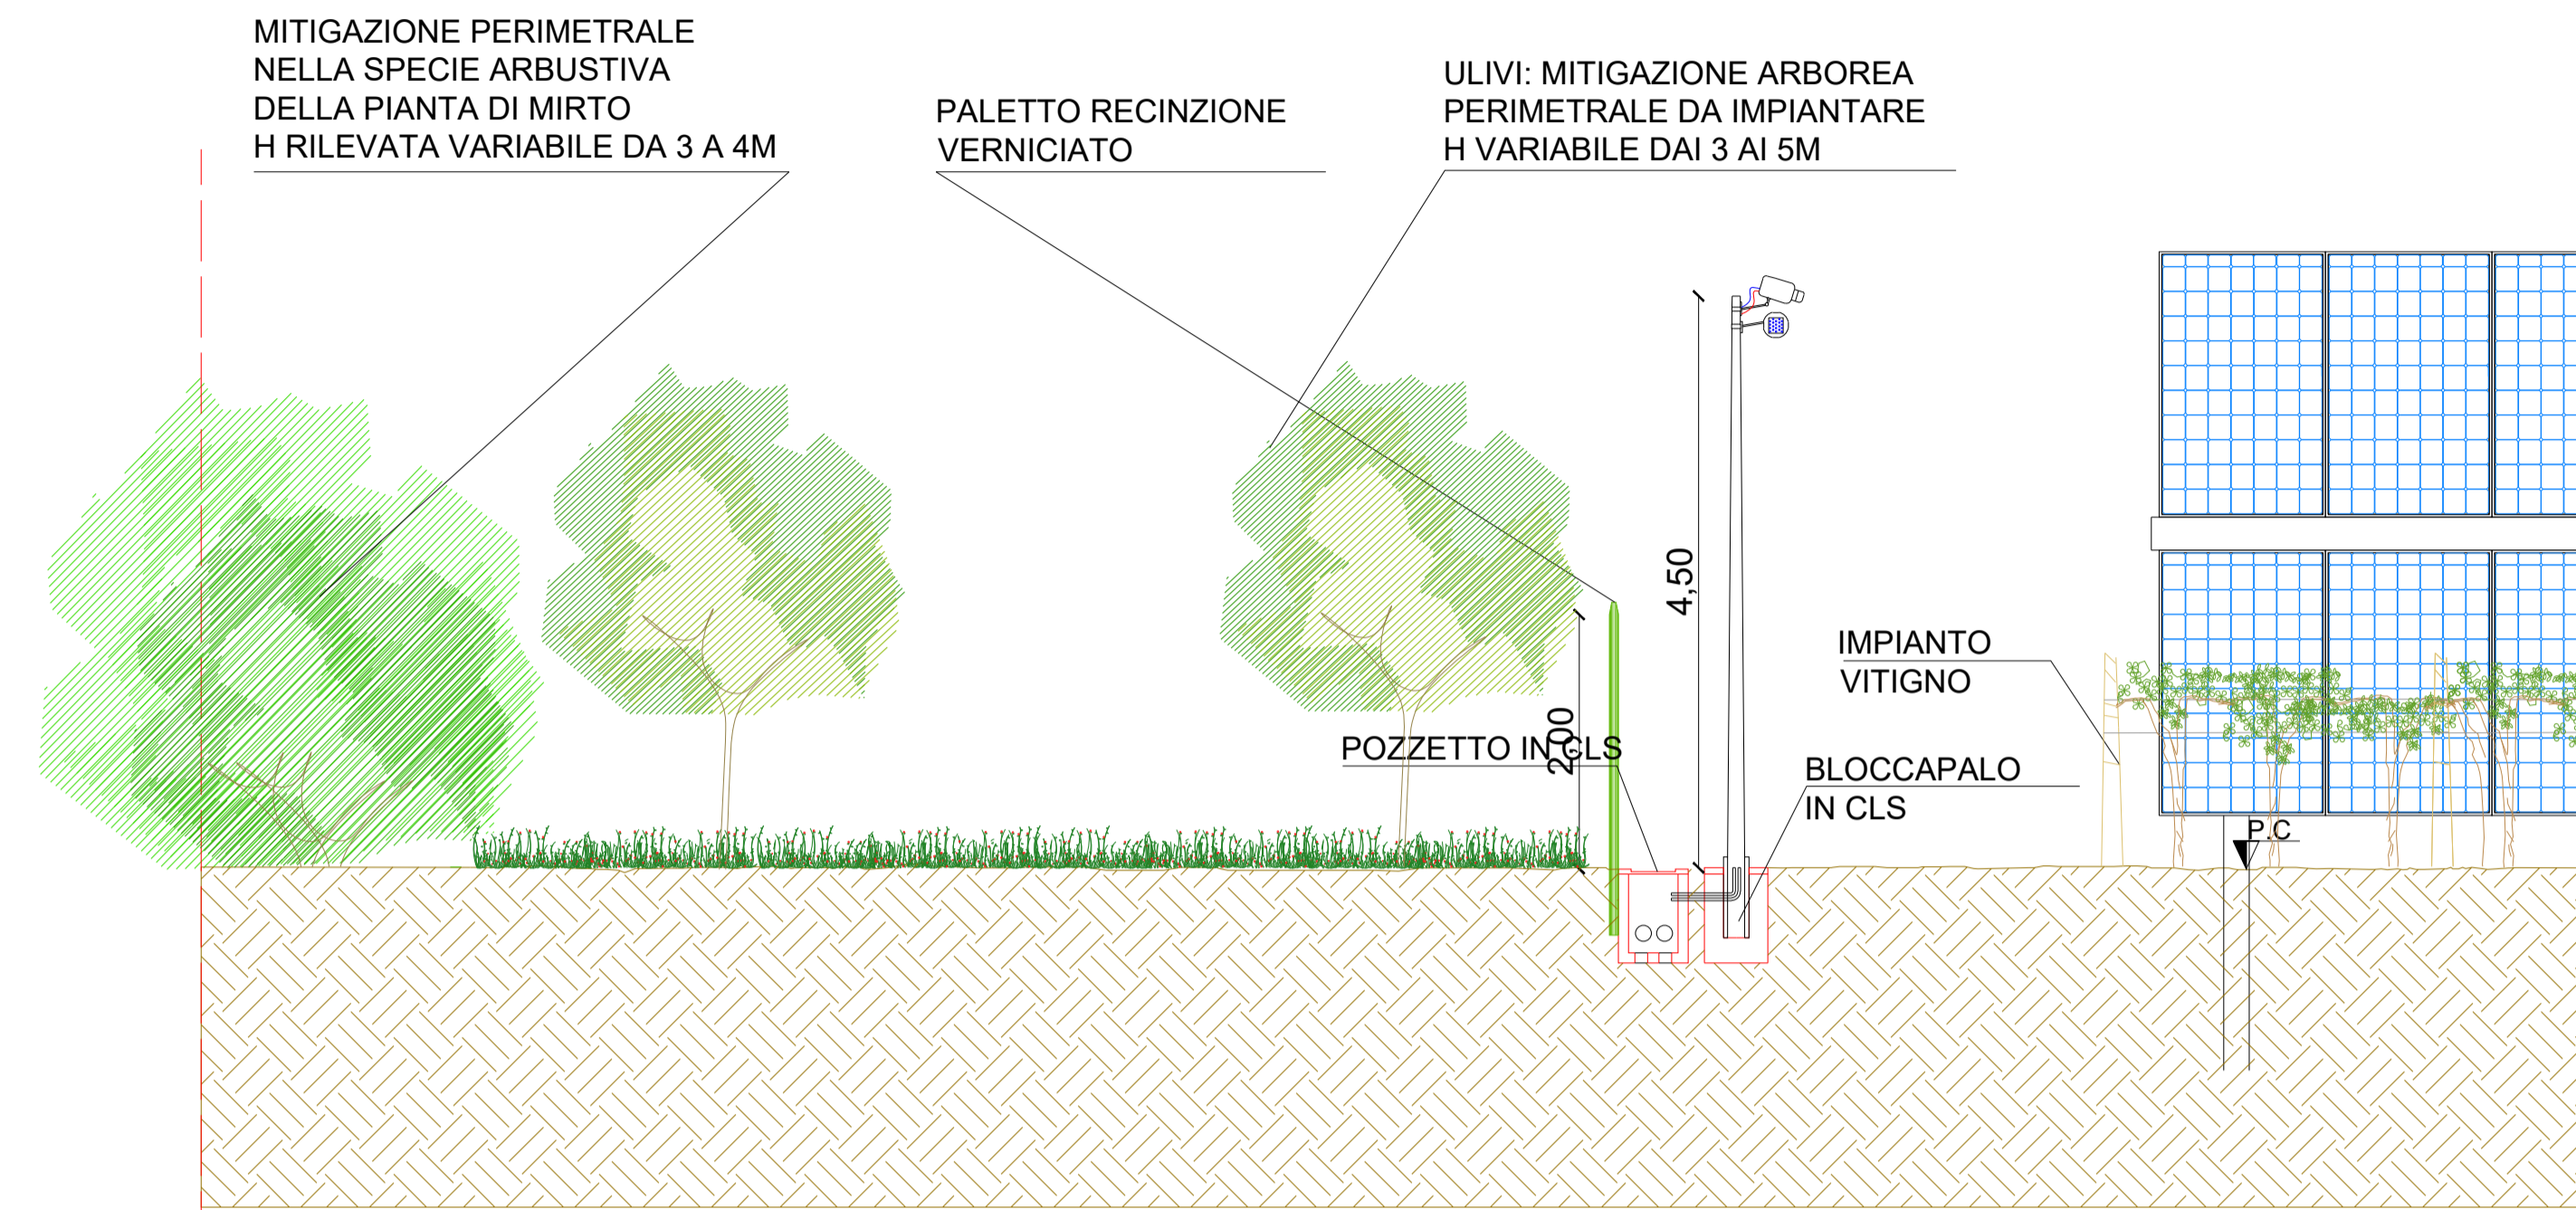 MITIGAZIONE PERIMETRALE
NELLA SPECIE ARBUSTIVA
DELLA PIANTA DI MIRTO
H RILEVATA VARIABILE DA 3 A 4M
PALETTO RECINZIONE
VERNICIATO
ULIVI: MITIGAZIONE ARBOREA
PERIMETRALE DA IMPIANTARE
H VARIABILE DAI 3 AI 5M
4,50
2,00
POZZETTO IN CLS
IMPIANTO
VITIGNO
BLOCCAPALO
IN CLS
P.C